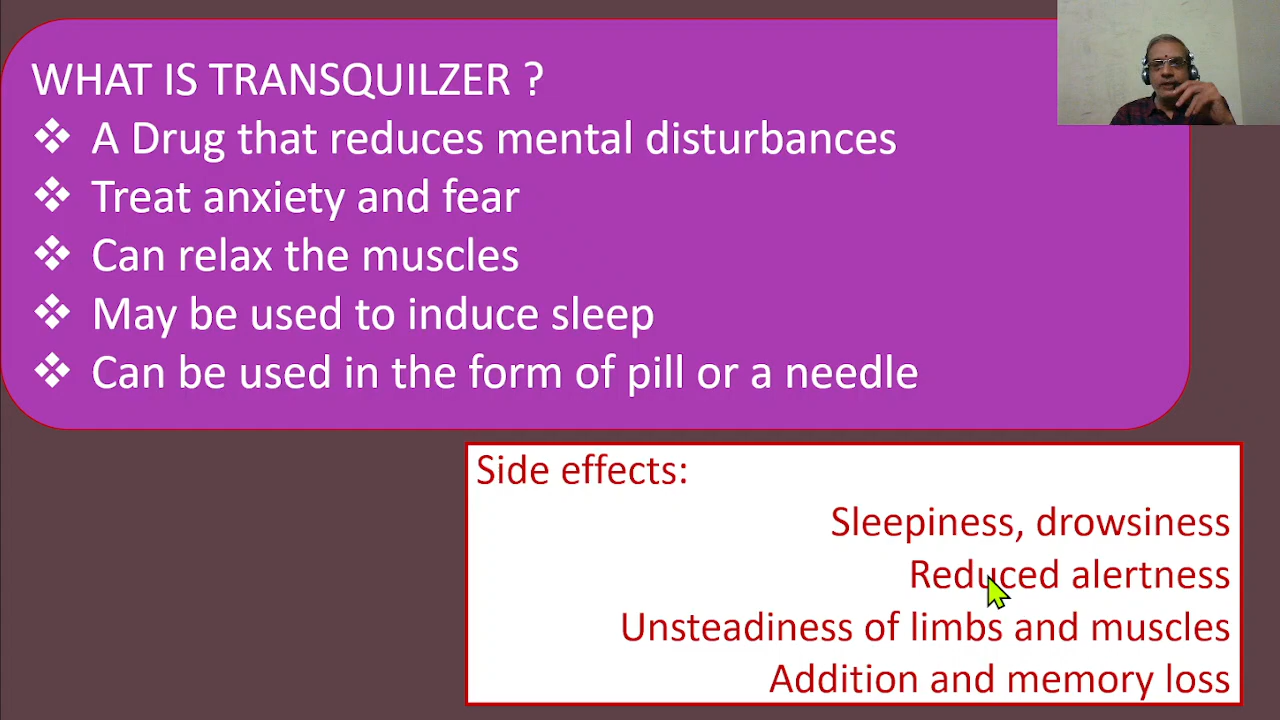 WHAT IS TRANSQUILZER ?
❖ A Drug that reduces mental disturbances
❖ Treat anxiety and fear
❖ Can relax the muscles
❖ May be used to induce sleep
❖ Can be used in the form of pill or a needle
Side effects:
Sleepiness, drowsiness
Reduced alertness
Unsteadiness of limbs and muscles
Addition and memory loss